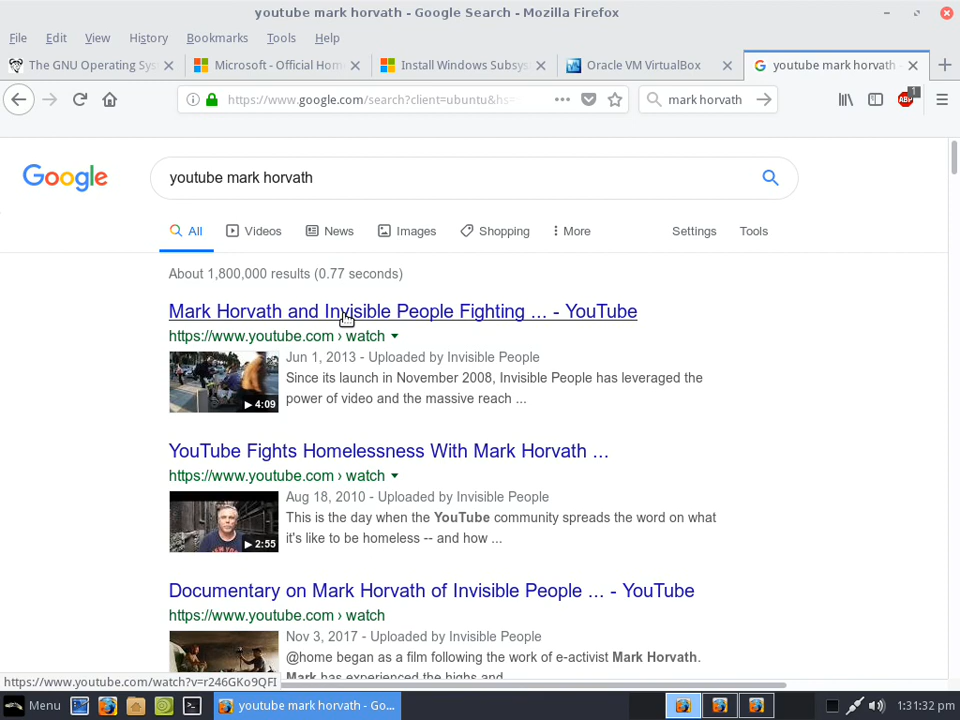 youtube mark horvath - Google Search - Mozilla Firefox
File Edit View History Bookmarks Tools Help
The GNU Operating Sys
Microsoft - Official Hom
Install Windows Subsys
Oracle VM VirtualBox
youtube mark horvath -
https://www.google.com/search?client=ubuntu&hs=
mark horvath
ABP
1
Google
youtube mark horvath
All Videos News Images Shopping More Settings Tools
About 1,800,000 results (0.77 seconds)
Mark Horvath and Invisible People Fighting ... - YouTube
https://www.youtube.com › watch
Jun 1, 2013 - Uploaded by Invisible People
Since its launch in November 2008, Invisible People has leveraged the
power of video and the massive reach ...
4:09
YouTube Fights Homelessness With Mark Horvath ...
https://www.youtube.com › watch
Aug 18, 2010 - Uploaded by Invisible People
This is the day when the YouTube community spreads the word on what
it's like to be homeless -- and how ...
2:55
Documentary on Mark Horvath of Invisible People ... - YouTube
https://www.youtube.com › watch
Nov 3, 2017 - Uploaded by Invisible People
@home began as a film following the work of e-activist Mark Horvath.
Mark has experienced the highs and
https://www.youtube.com/watch?v=r246GKo9QFI
Menu
youtube mark horvath - Go...
1:31:32 pm